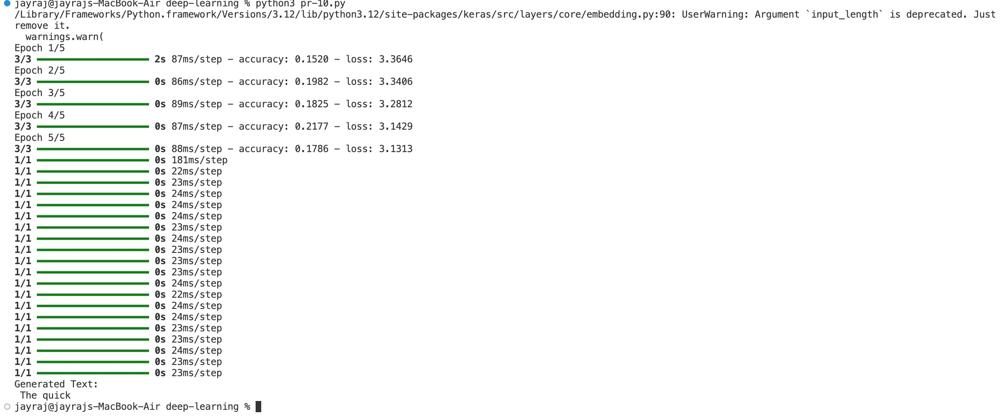 jayraj@jayrajs-MacBook-Air deep-learning % python3 pr-10.py
/Library/Frameworks/Python.framework/Versions/3.12/lib/python3.12/site-packages/keras/src/layers/core/embedding.py:90: UserWarning: Argument `input_length` is deprecated. Just
remove it.
  warnings.warn(
Epoch 1/5
3/3 2s 87ms/step - accuracy: 0.1520 - loss: 3.3646
Epoch 2/5
3/3 0s 86ms/step - accuracy: 0.1982 - loss: 3.3406
Epoch 3/5
3/3 0s 89ms/step - accuracy: 0.1825 - loss: 3.2812
Epoch 4/5
3/3 0s 87ms/step - accuracy: 0.2177 - loss: 3.1429
Epoch 5/5
3/3 0s 88ms/step - accuracy: 0.1786 - loss: 3.1313
1/1 0s 181ms/step
1/1 0s 22ms/step
1/1 0s 23ms/step
1/1 0s 24ms/step
1/1 0s 24ms/step
1/1 0s 24ms/step
1/1 0s 23ms/step
1/1 0s 24ms/step
1/1 0s 23ms/step
1/1 0s 23ms/step
1/1 0s 23ms/step
1/1 0s 24ms/step
1/1 0s 22ms/step
1/1 0s 24ms/step
1/1 0s 24ms/step
1/1 0s 23ms/step
1/1 0s 23ms/step
1/1 0s 24ms/step
1/1 0s 23ms/step
1/1 0s 23ms/step
Generated Text:
 The quick
jayraj@jayrajs-MacBook-Air deep-learning %